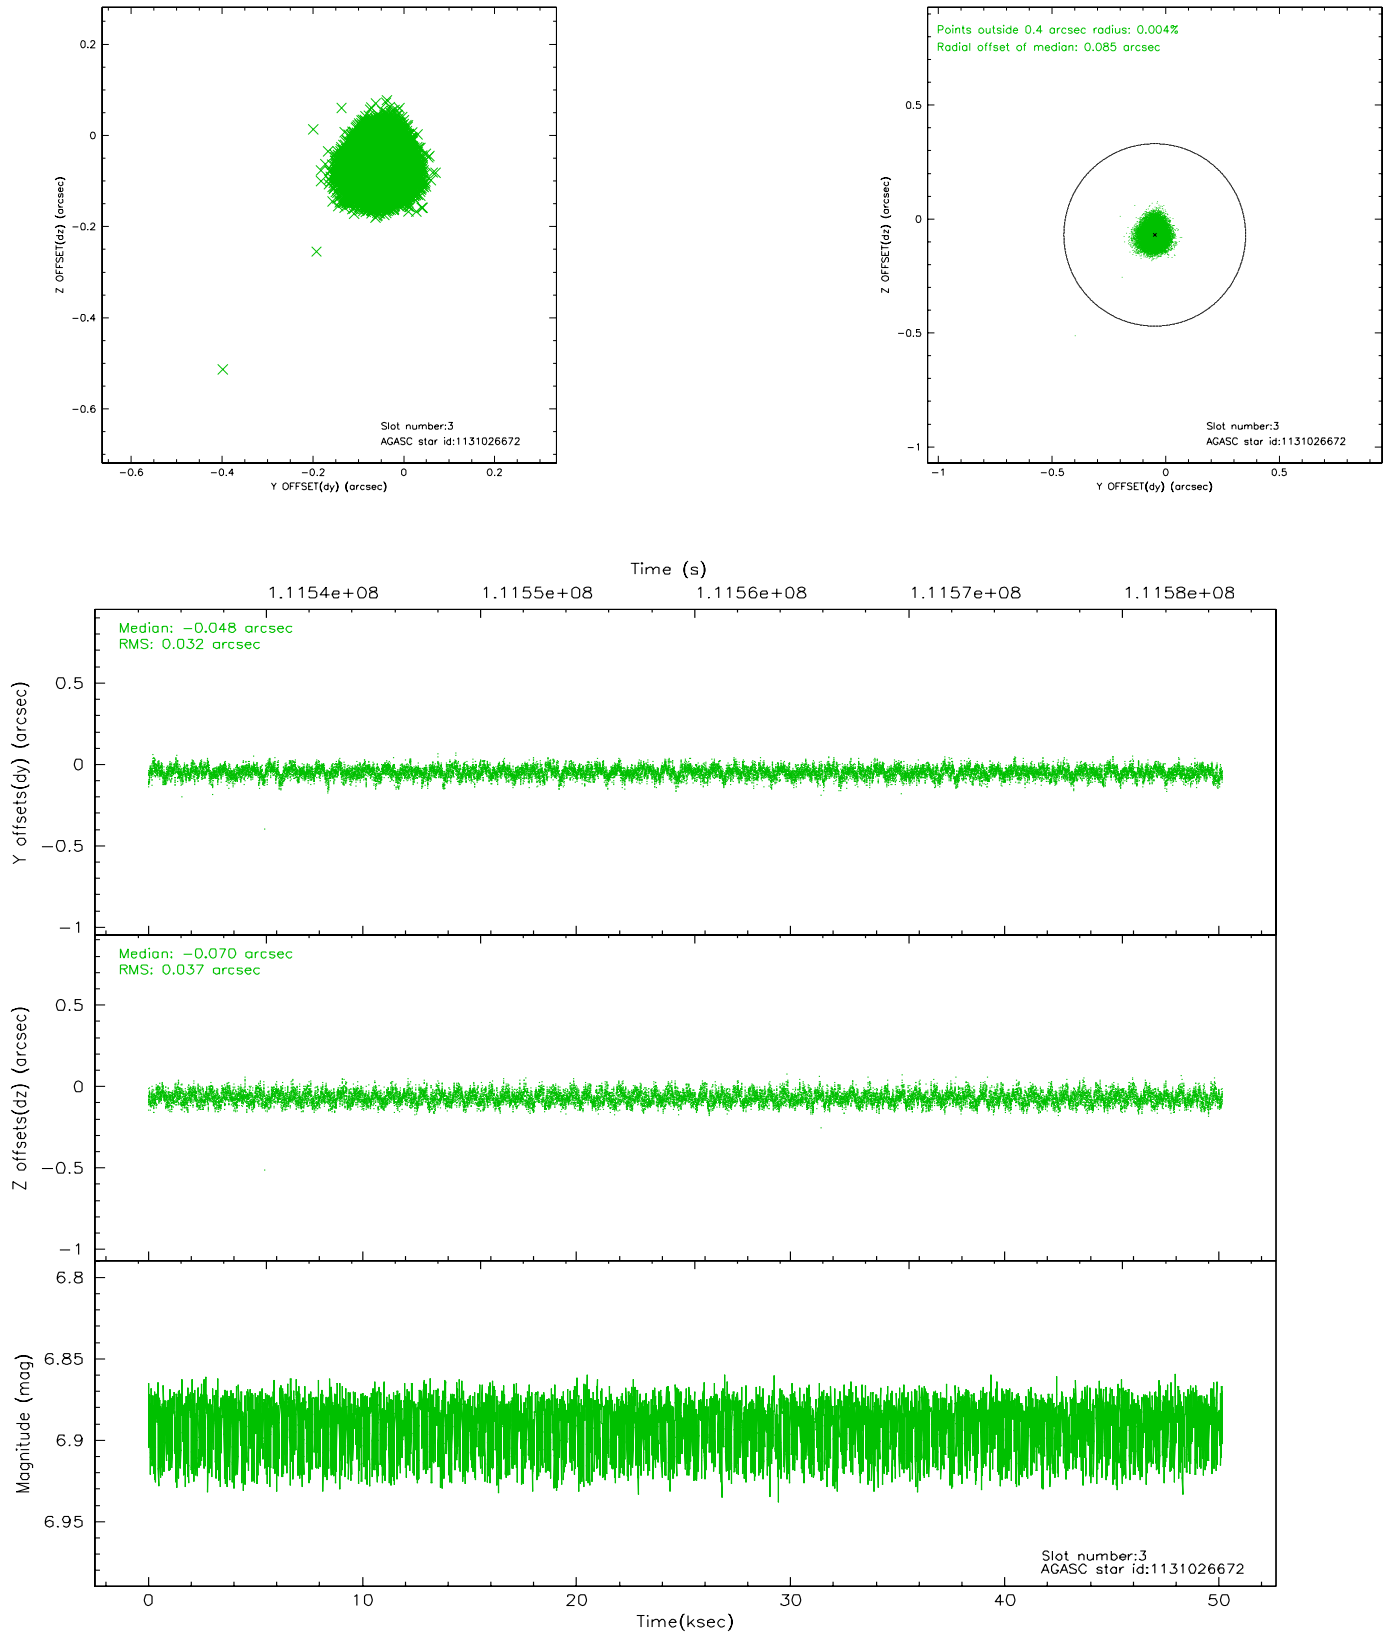 0.2
0
-0.2
-0.4
-0.6
Z OFFSET(dz) (arcsec)
Slot number:3
AGASC star id:1131026672
-0.6 -0.4 -0.2 0 0.2
Y OFFSET(dy) (arcsec)
Points outside 0.4 arcsec radius: 0.004%
Radial offset of median: 0.085 arcsec
0.5
0
-0.5
-1
Z OFFSET(dz) (arcsec)
Slot number:3
AGASC star id:1131026672
-1 -0.5 0 0.5
Y OFFSET(dy) (arcsec)
Time (s)
1.1154e+08 1.1155e+08 1.1156e+08 1.1157e+08 1.1158e+08
Median: -0.048 arcsec
RMS: 0.032 arcsec
0.5
0
-0.5
-1
Y offsets(dy) (arcsec)
Median: -0.070 arcsec
RMS: 0.037 arcsec
0.5
0
-0.5
-1
Z offsets(dz) (arcsec)
6.8
6.85
6.9
6.95
Magnitude (mag)
Slot number:3
AGASC star id:1131026672
0 10 20 30 40 50
Time(ksec)